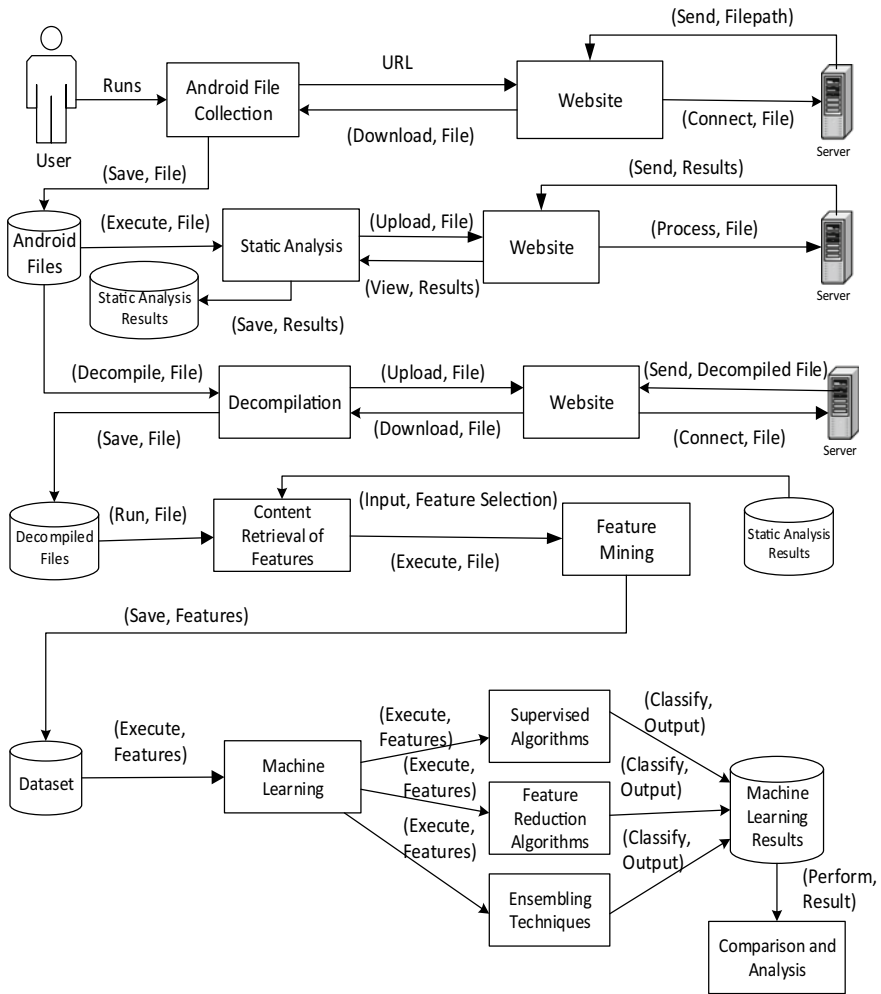 (Send, Filepath)
URL
Runs
Android File
Collection
Website
(Download, File)
(Connect, File)
Server
User
(Save, File)
(Send, Results)
Android
Files
(Execute, File)
Static Analysis
(Upload, File)
Website
(Process, File)
Server
(View, Results)
Static Analysis
Results
(Save, Results)
(Decompile, File)
Decompilation
(Upload, File)
Website
(Send, Decompiled File)
(Save, File)
(Download, File)
(Connect, File)
Server
Decompiled
Files
(Run, File)
Content
Retrieval of
Features
(Input, Feature Selection)
(Execute, File)
Feature
Mining
Static Analysis
Results
(Save, Features)
Dataset
(Execute,
Features)
Machine
Learning
(Execute,
Features)
(Execute,
Features)
(Execute,
Features)
Supervised
Algorithms
Feature
Reduction
Algorithms
Ensembling
Techniques
(Classify,
Output)
(Classify,
Output)
(Classify,
Output)
Machine
Learning
Results
(Perform,
Result)
Comparison and
Analysis